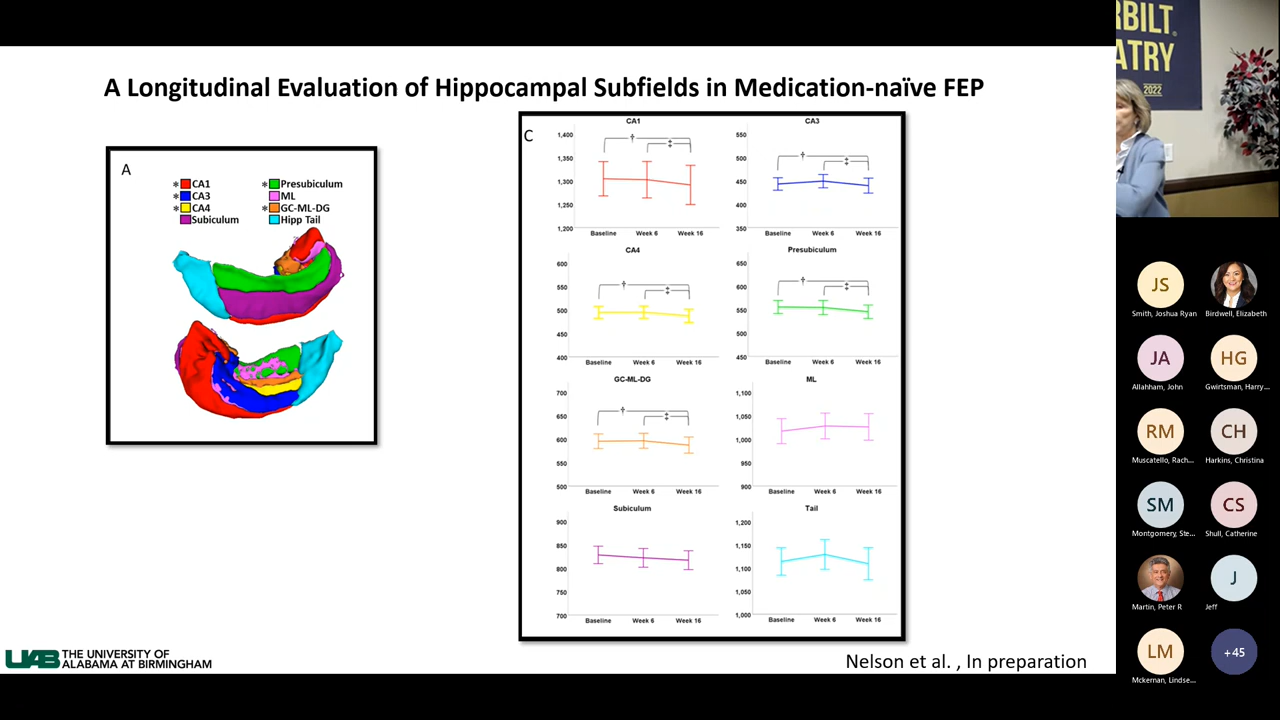 A Longitudinal Evaluation of Hippocampal Subfields in Medication-naïve FEP
A
* CA1
* CA3
* CA4
Subiculum
* Presubiculum
ML
* GC-ML-DG
Hipp Tail
C
CA1
1,400
1,350
1,300
1,250
1,200
† ‡
Baseline Week 6 Week 16
CA3
550
500
450
400
350
† ‡
Baseline Week 6 Week 16
CA4
600
550
500
450
400
† ‡
Baseline Week 6 Week 16
Presubiculum
650
600
550
500
450
† ‡
Baseline Week 6 Week 16
GC-ML-DG
700
650
600
550
500
† ‡
Baseline Week 6 Week 16
ML
1,100
1,050
1,000
950
900
Baseline Week 6 Week 16
Subiculum
900
850
800
750
700
Baseline Week 6 Week 16
Tail
1,200
1,150
1,100
1,050
1,000
Baseline Week 6 Week 16
UAB THE UNIVERSITY OF
ALABAMA AT BIRMINGHAM
Nelson et al. , In preparation
RBILT
ATRY
2022
JS
Smith, Joshua Ryan
Birdwell, Elizabeth
JA
Allahham, John
HG
Gwirtsman, Harry...
RM
Muscatello, Rach...
CH
Harkins, Christina
SM
Montgomery, Ste...
CS
Shull, Catherine
Martin, Peter R
J
Jeff
LM
Mckernan, Lindse...
+45